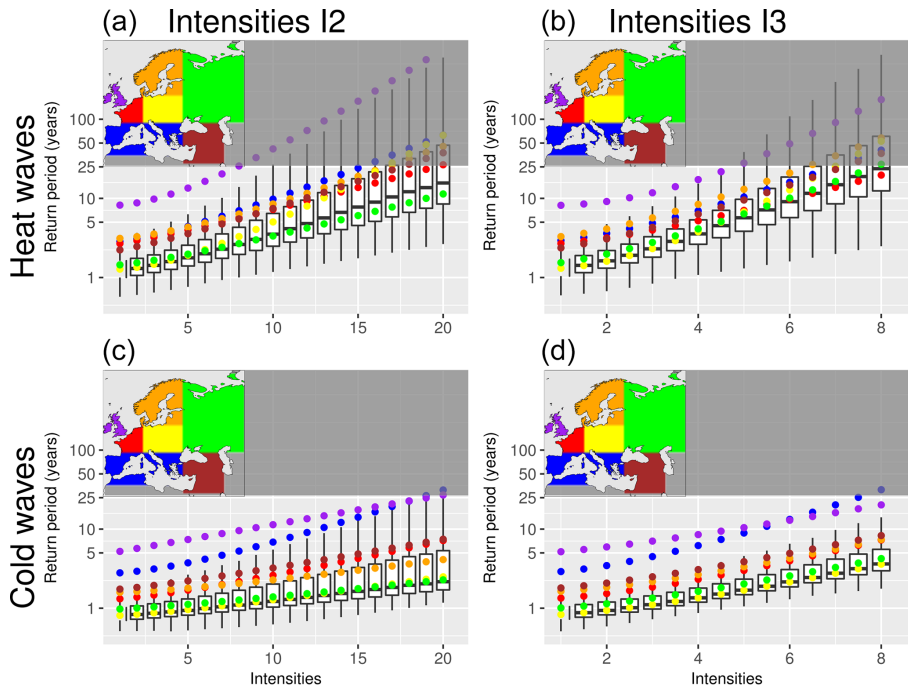 (a) Intensities I2
(b) Intensities I3
Heat waves
Return period (years)
100
50
25
10
5
1
5 10 15 20
Return period (years)
100
50
25
10
5
1
2 4 6 8
(c)
(d)
Cold waves
Return period (years)
100
50
25
10
5
1
5 10 15 20
Intensities
Return period (years)
100
50
25
10
5
1
2 4 6 8
Intensities